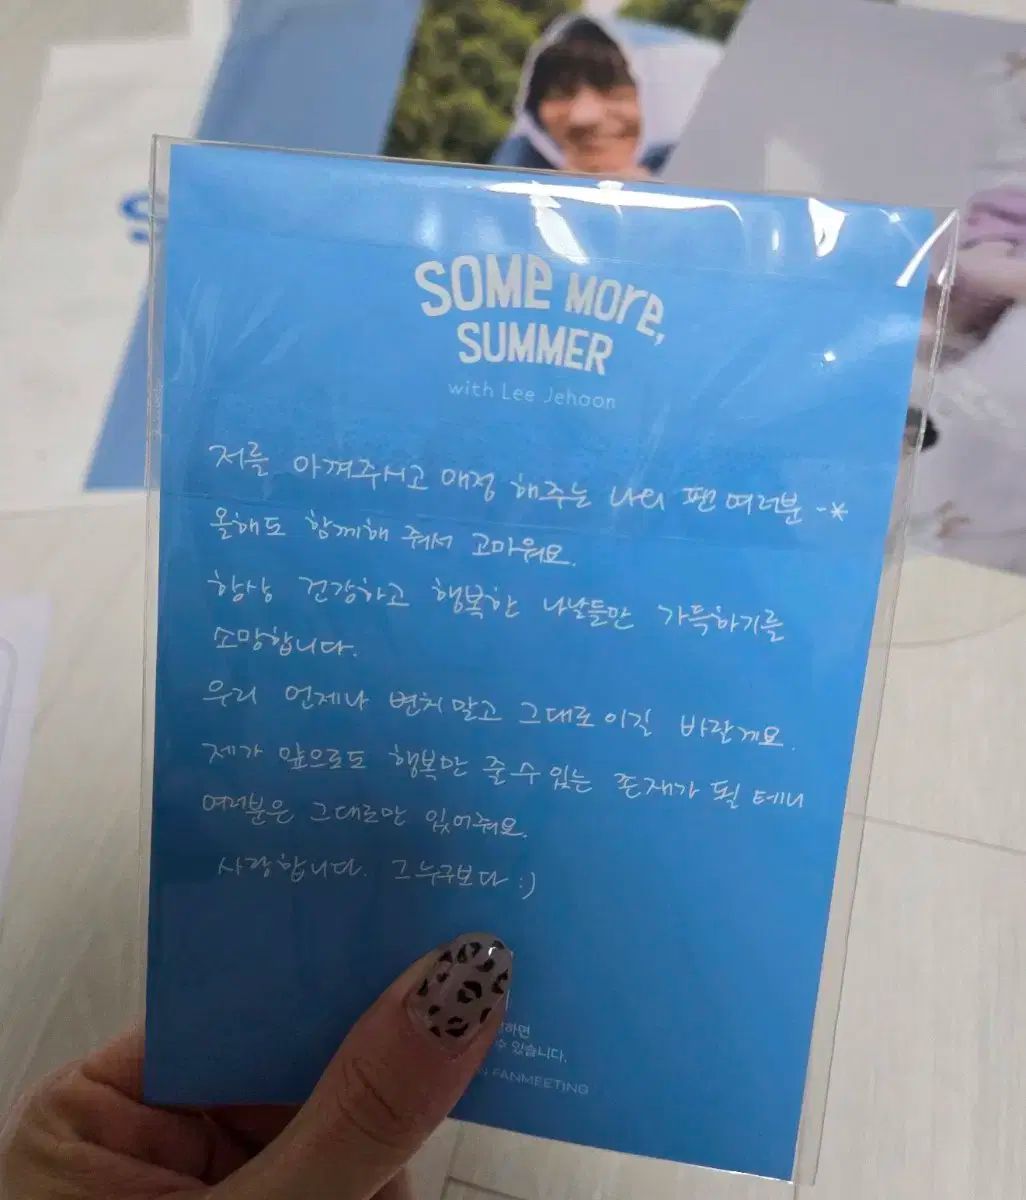 SOME MORE,
SUMMER
with Lee Jehoon
저를 아껴주시고 애정 해주는 나의 팬 여러분 ~*
올해도 함께해 줘서 고마워요.
항상 건강하고 행복한 나날들만 가득하기를
소망합니다.
우리 언제나 변치 말고 그대로이길 바랄게요.
제가 앞으로도 행복만 줄 수 있는 존재가 될 테니
여러분은 그대로만 있어줘요.
사랑합니다. 그 누구보다 :)
하면
수 있습니다.
FANMEETING